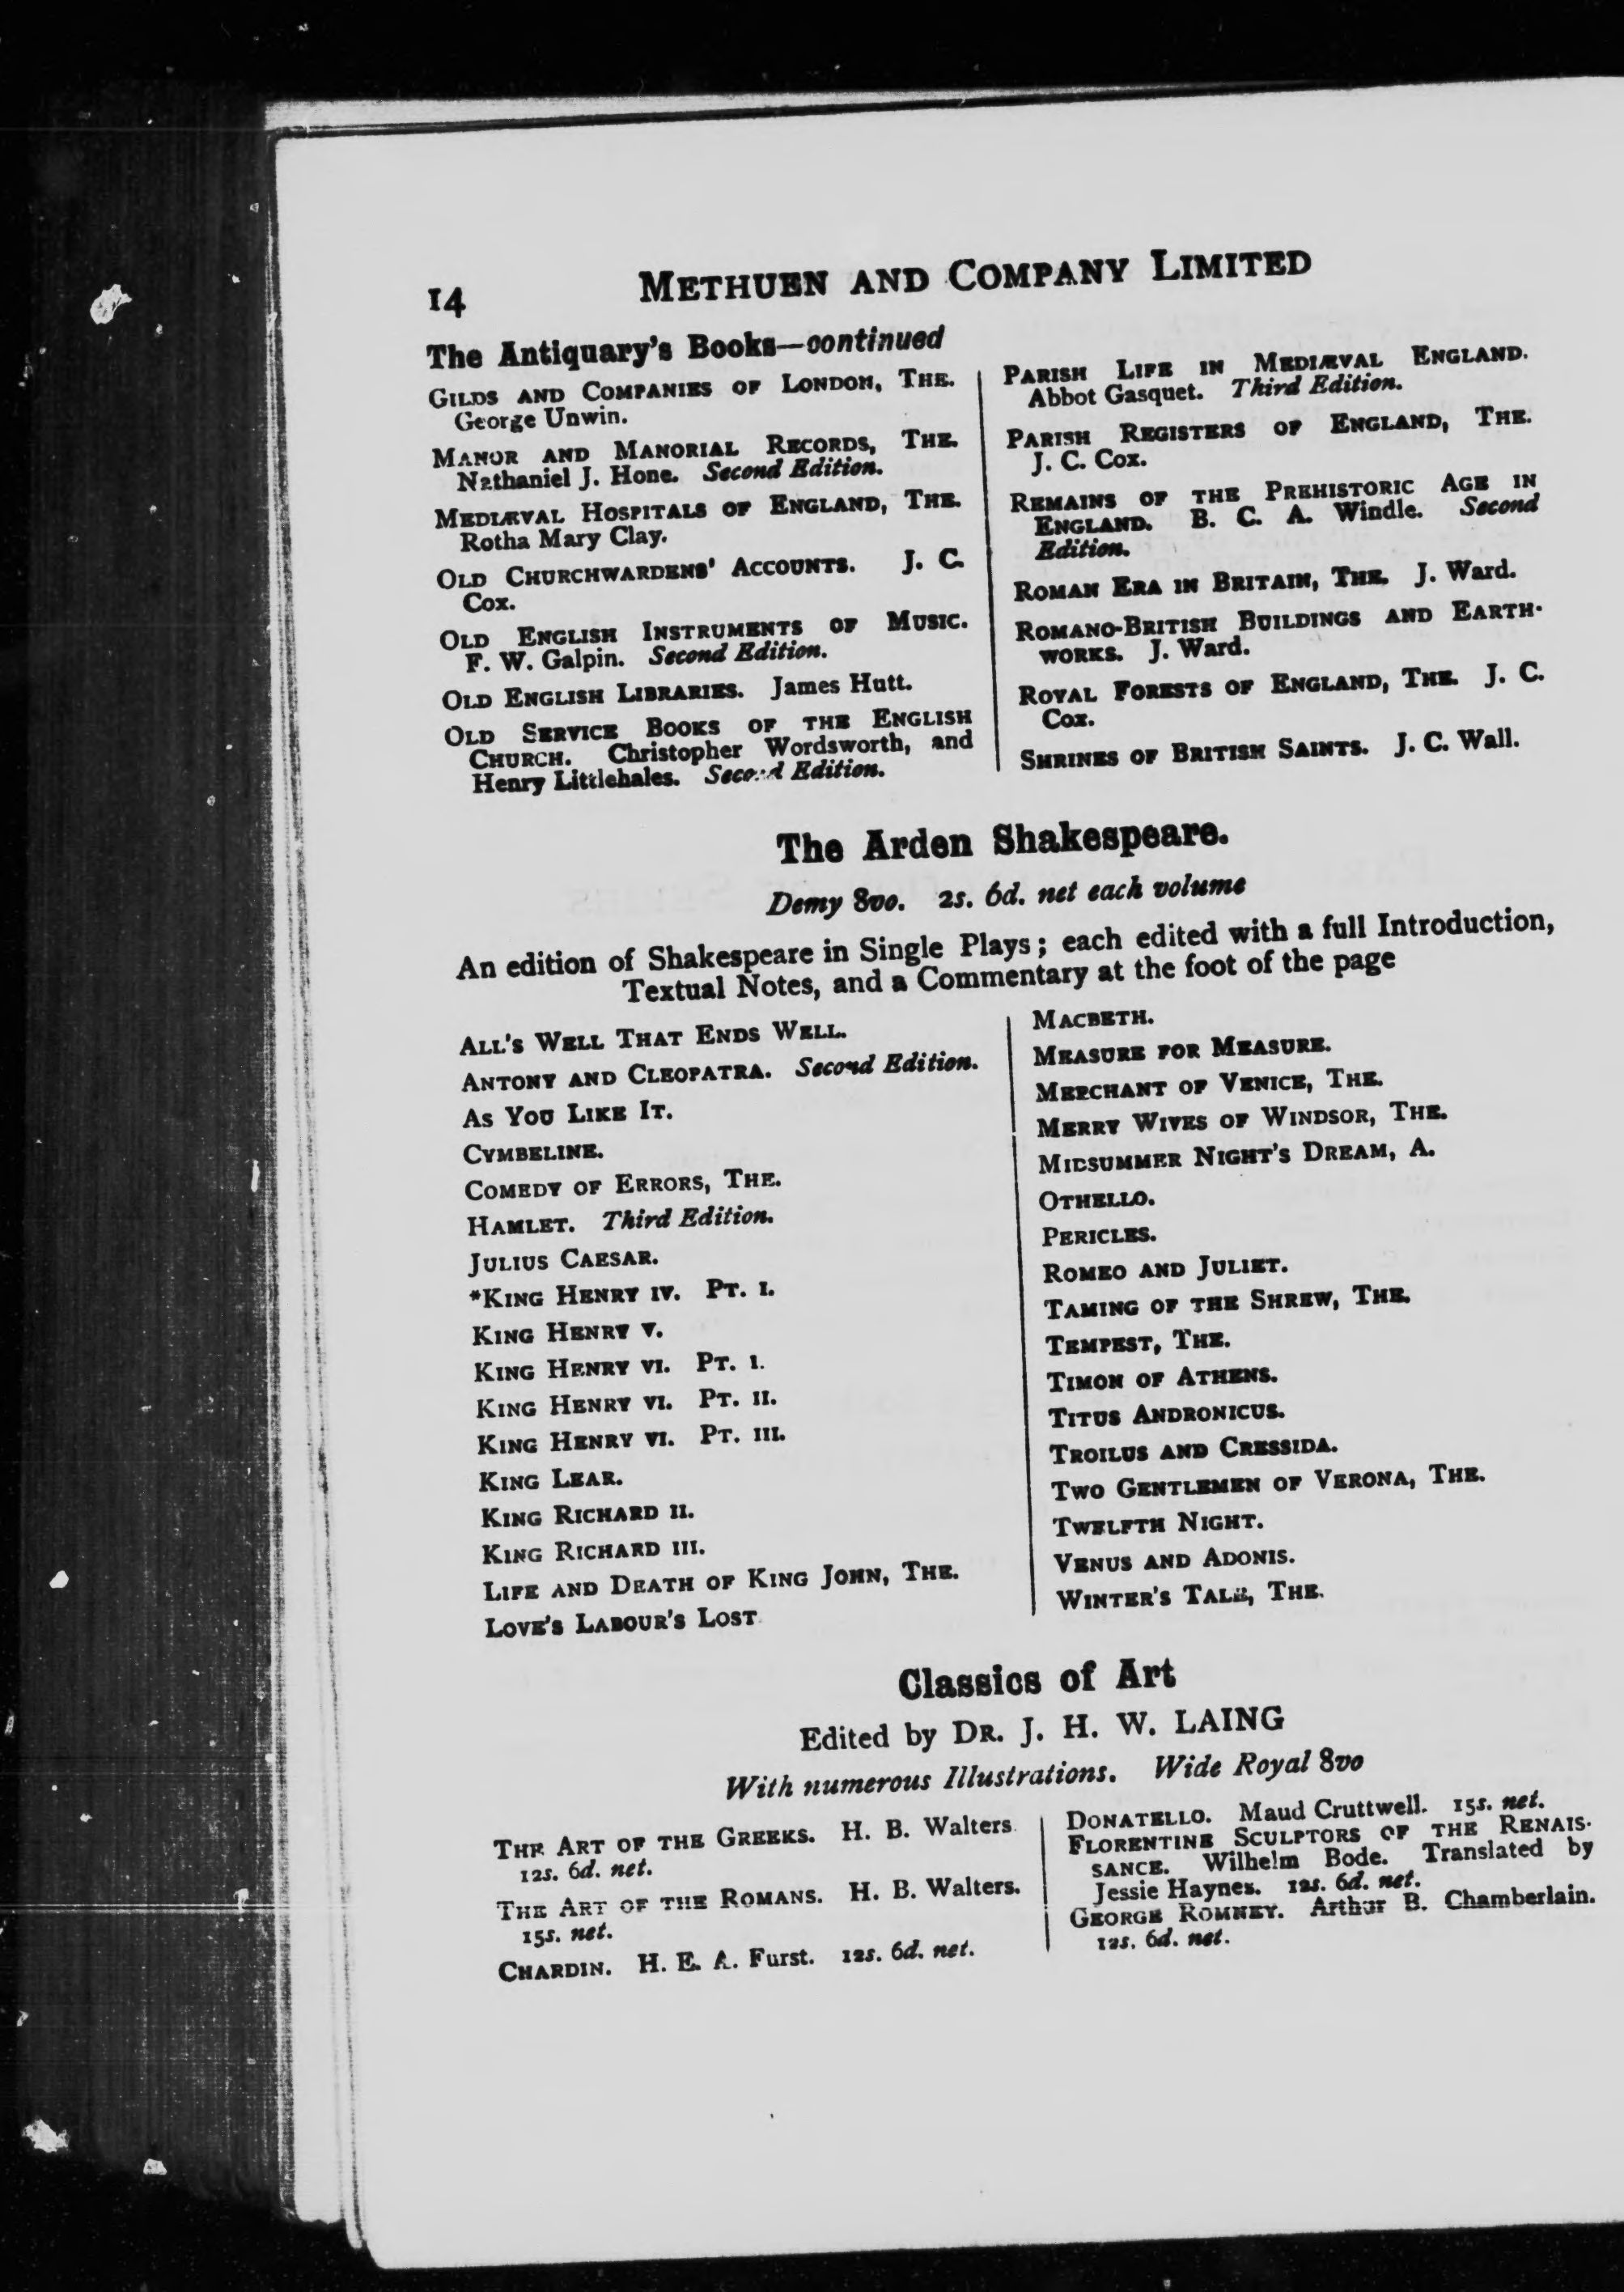 14 METHUEN AND COMPANY LIMITED
The Antiquary's Books—continued
GILDS AND COMPANIES OF LONDON, THE.
George Unwin.
MANOR AND MANORIAL RECORDS, THE.
Nathaniel J. Hone. Second Edition.
MEDIÆVAL HOSPITALS OF ENGLAND, THE.
Rotha Mary Clay.
OLD CHURCHWARDENS' ACCOUNTS. J. C.
Cox.
OLD ENGLISH INSTRUMENTS OF MUSIC.
F. W. Galpin. Second Edition.
OLD ENGLISH LIBRARIES. James Hutt.
OLD SERVICE BOOKS OF THE ENGLISH
CHURCH. Christopher Wordsworth, and
Henry Littlehales. Second Edition.
PARISH LIFE IN MEDIÆVAL ENGLAND.
Abbot Gasquet. Third Edition.
PARISH REGISTERS OF ENGLAND, THE.
J. C. Cox.
REMAINS OF THE PREHISTORIC AGE IN
ENGLAND. B. C. A. Windle. Second
Edition.
ROMAN ERA IN BRITAIN, THE. J. Ward.
ROMANO-BRITISH BUILDINGS AND EARTH-
WORKS. J. Ward.
ROYAL FORESTS OF ENGLAND, THE. J. C.
Cox.
SHRINES OF BRITISH SAINTS. J. C. Wall.
The Arden Shakespeare.
Demy 8vo. 2s. 6d. net each volume
An edition of Shakespeare in Single Plays; each edited with a full Introduction,
Textual Notes, and a Commentary at the foot of the page
ALL'S WELL THAT ENDS WELL.
ANTONY AND CLEOPATRA. Second Edition.
AS YOU LIKE IT.
CYMBELINE.
COMEDY OF ERRORS, THE.
HAMLET. Third Edition.
JULIUS CAESAR.
*KING HENRY IV. PT. I.
KING HENRY V.
KING HENRY VI. PT. I.
KING HENRY VI. PT. II.
KING HENRY VI. PT. III.
KING LEAR.
KING RICHARD II.
KING RICHARD III.
LIFE AND DEATH OF KING JOHN, THE.
LOVE'S LABOUR'S LOST
MACBETH.
MEASURE FOR MEASURE.
MERCHANT OF VENICE, THE.
MERRY WIVES OF WINDSOR, THE.
MIDSUMMER NIGHT'S DREAM, A.
OTHELLO.
PERICLES.
ROMEO AND JULIET.
TAMING OF THE SHREW, THE.
TEMPEST, THE.
TIMON OF ATHENS.
TITUS ANDRONICUS.
TROILUS AND CRESSIDA.
TWO GENTLEMEN OF VERONA, THE.
TWELFTH NIGHT.
VENUS AND ADONIS.
WINTER'S TALE, THE.
Classics of Art
Edited by DR. J. H. W. LAING
With numerous Illustrations. Wide Royal 8vo
THE ART OF THE GREEKS. H. B. Walters.
12s. 6d. net.
THE ART OF THE ROMANS. H. B. Walters.
15s. net.
CHARDIN. H. E. A. Furst. 12s. 6d. net.
DONATELLO. Maud Cruttwell. 15s. net.
FLORENTINE SCULPTORS OF THE RENAIS-
SANCE. Wilhelm Bode. Translated by
Jessie Haynes. 12s. 6d. net.
GEORGE ROMNEY. Arthur B. Chamberlain.
12s. 6d. net.